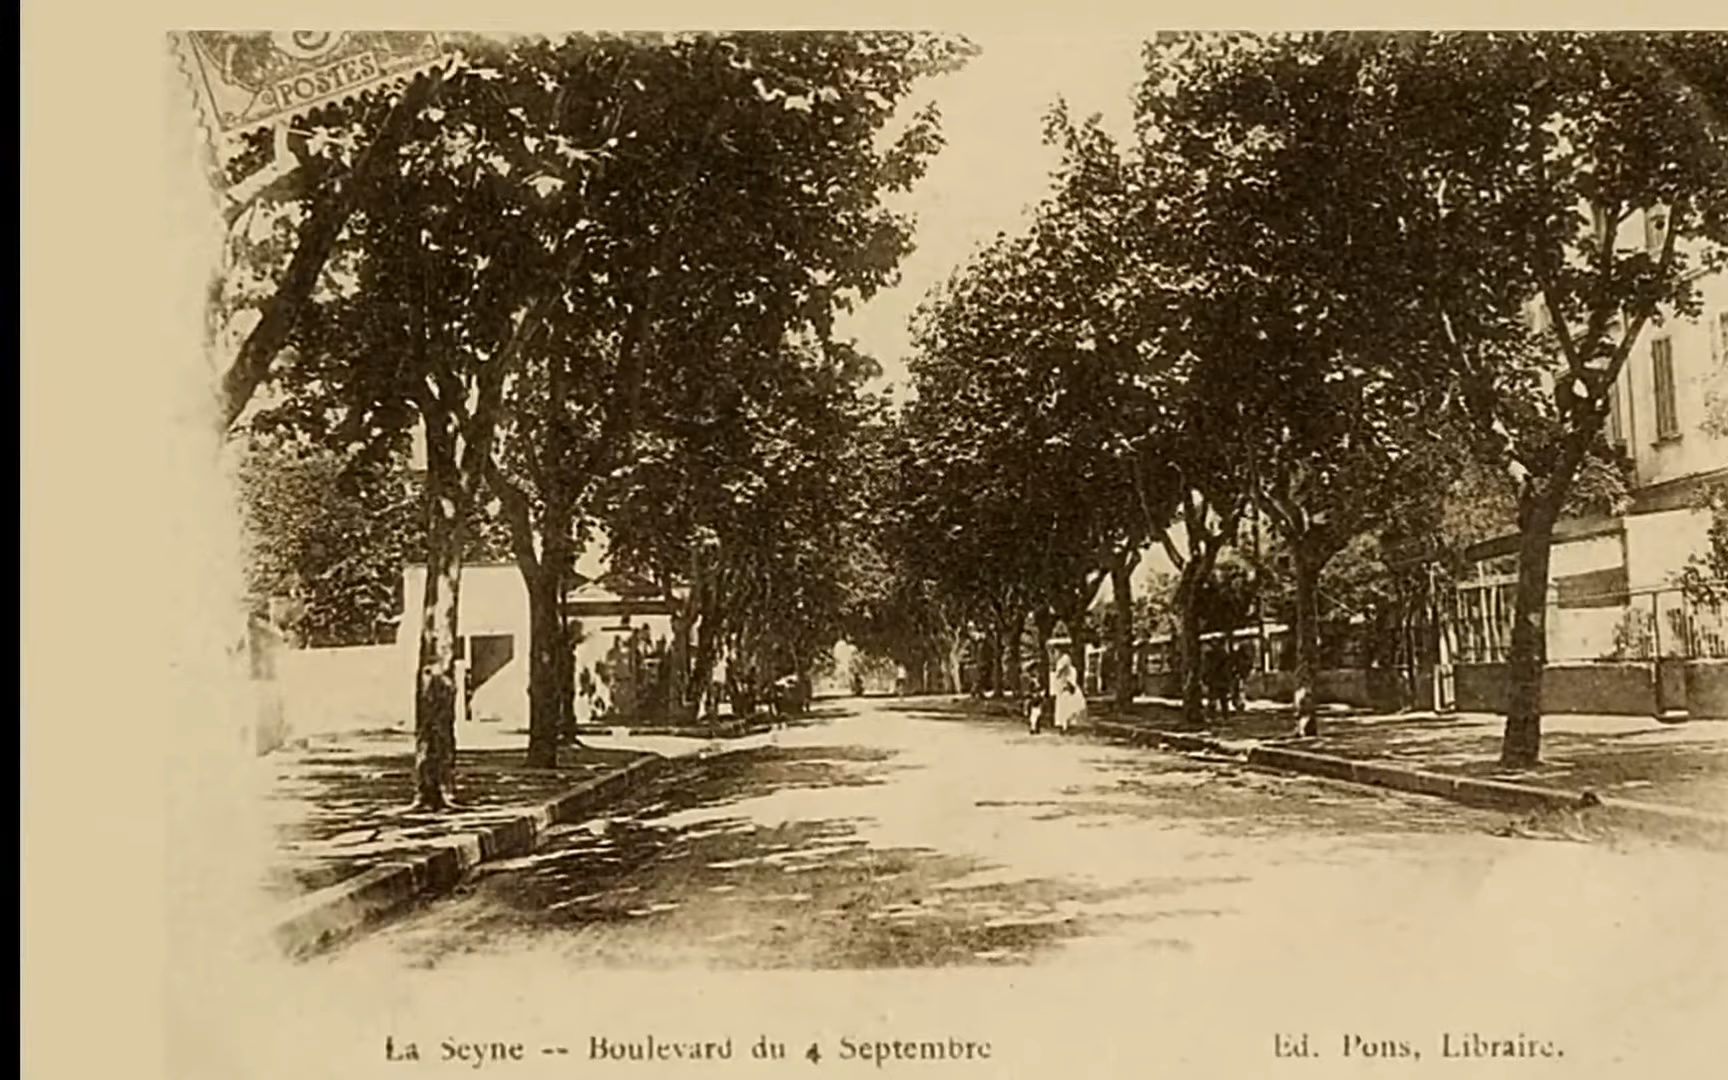 POSTES
La Seyne -- Boulevard du 4 Septembre
Ed. Pons, Libraire.